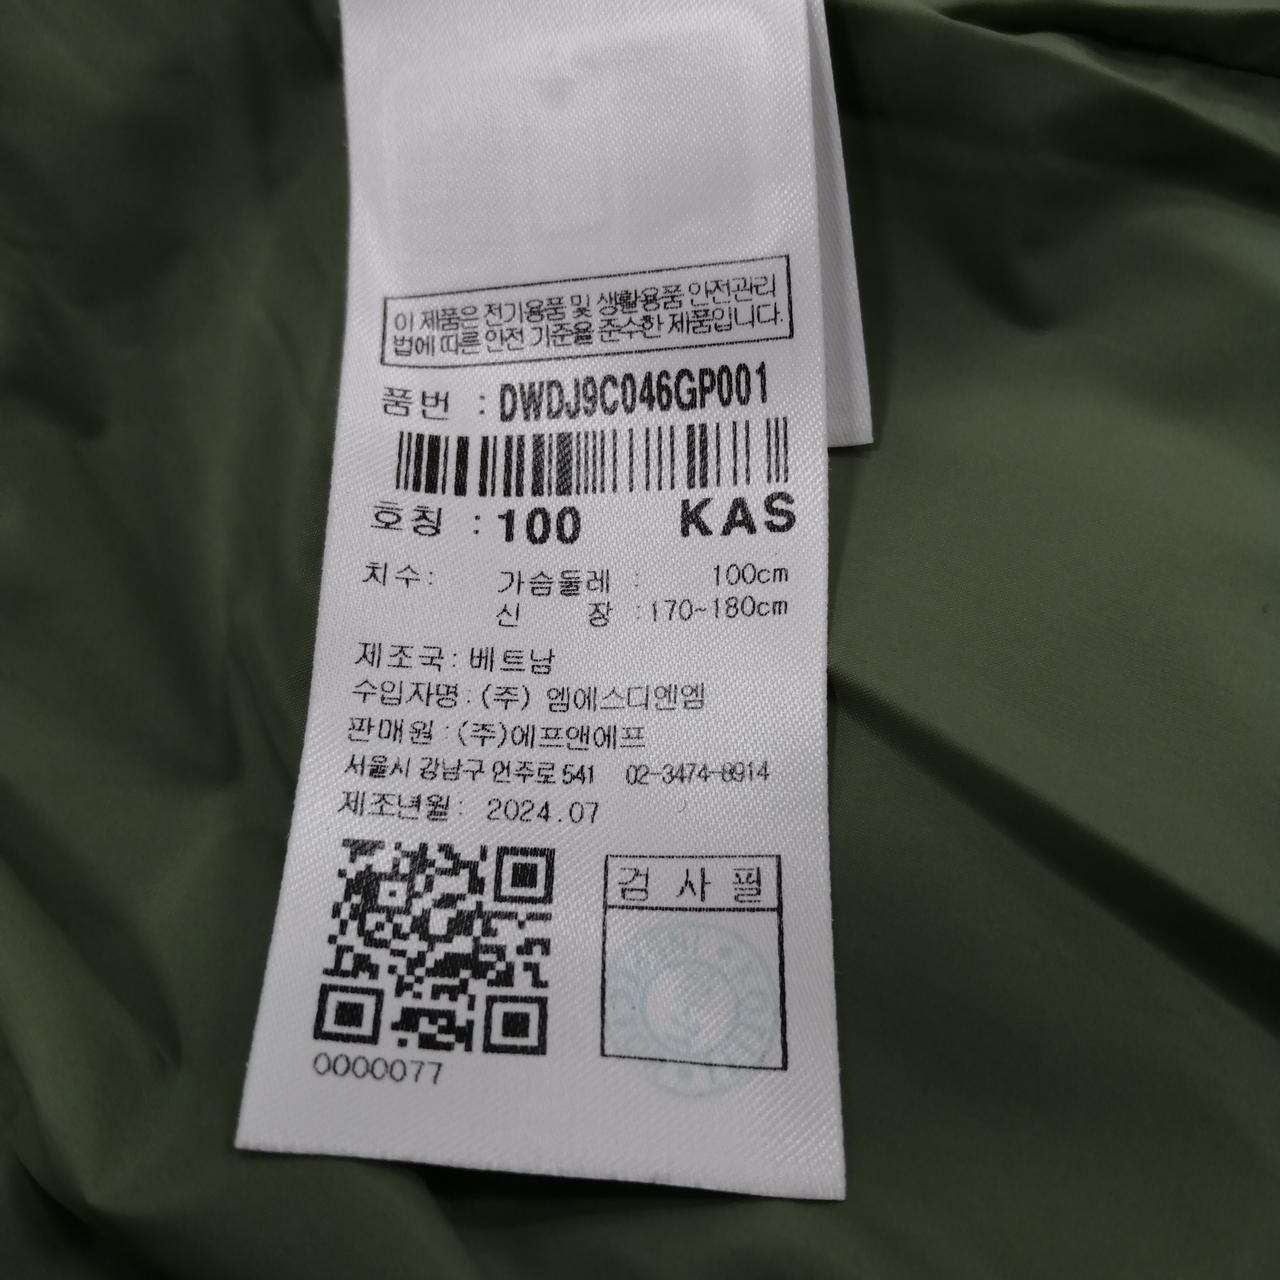 이 제품은 전기용품 및 생활용품 안전관리
법에 따른 안전 기준을 준수한 제품입니다.
품번 : DWDJ9C046GP001
호칭 : 100 KAS
치수: 가슴둘레 : 100cm
신 장 : 170~180cm
제조국: 베트남
수입자명: (주) 엠에스디엔엠
판매원 : (주)에프앤에프
서울시 강남구 언주로 541 02-3474-8914
제조년월: 2024.07
검 사 필
0000077